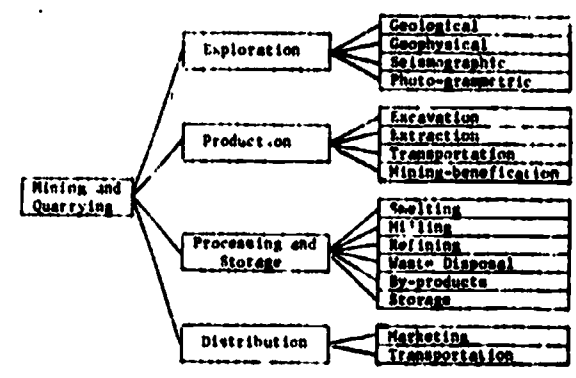 Mining and
Quarrying
Exploration
Geological
Geophysical
Seismographic
Photo-grammetric
Production
Excavation
Extraction
Transportation
Mining-benefication
Processing and
Storage
Smelting
Milling
Refining
Waste Disposal
By-products
Storage
Distribution
Marketing
Transportation